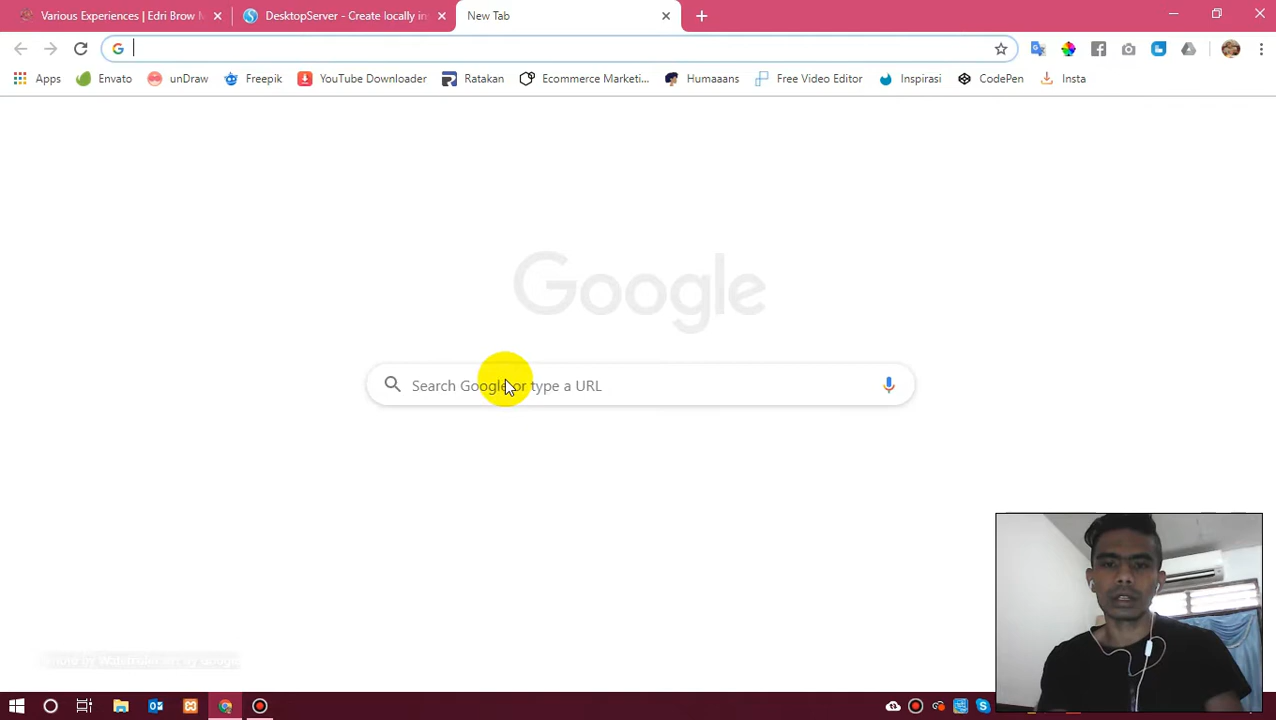 Various Experiences | Edri Brow
DesktopServer - Create locally in
New Tab
Apps
Envato
unDraw
Freepik
YouTube Downloader
Ratakan
Ecommerce Marketi...
Humaaans
Free Video Editor
Inspirasi
CodePen
Insta
Google
Search Google or type a URL